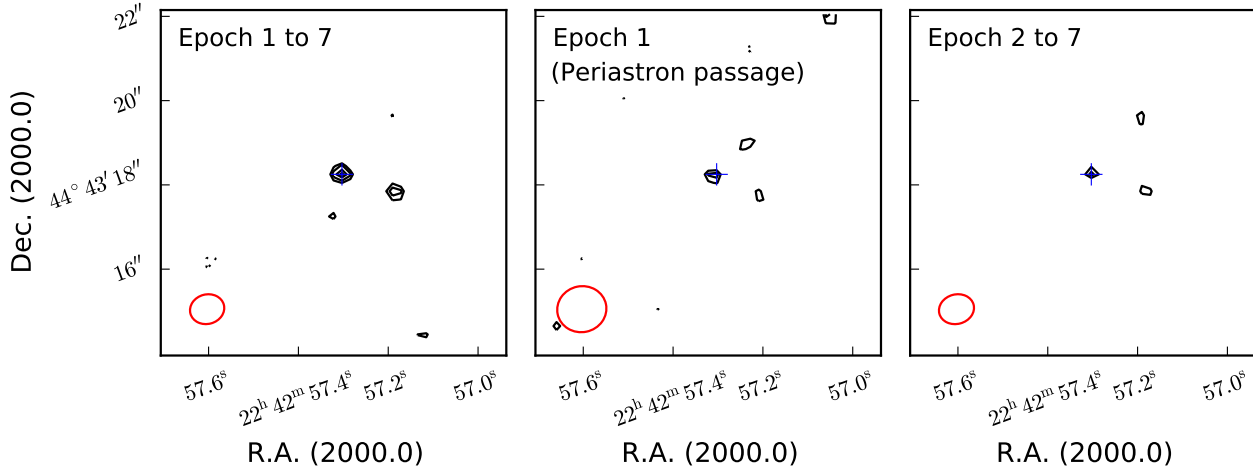 Epoch 1 to 7
Epoch 1
(Periastron passage)
Epoch 2 to 7
Dec. (2000.0)
22″
20″
44° 43′ 18″
16″
57.6ˢ
22ʰ 42ᵐ 57.4ˢ
57.2ˢ
57.0ˢ
57.6ˢ
22ʰ 42ᵐ 57.4ˢ
57.2ˢ
57.0ˢ
57.6ˢ
22ʰ 42ᵐ 57.4ˢ
57.2ˢ
57.0ˢ
R.A. (2000.0)
R.A. (2000.0)
R.A. (2000.0)